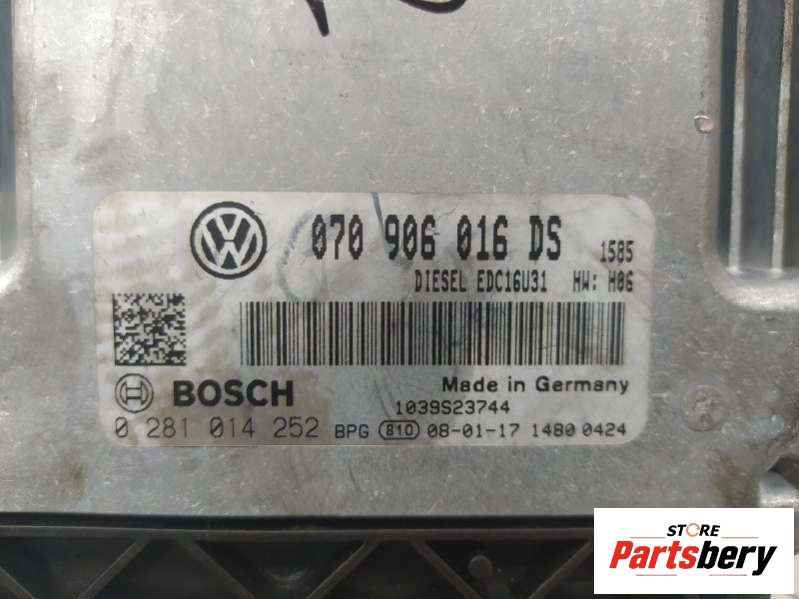 070 906 016 DS 1585
DIESEL EDC16U31 HW: H06
BOSCH
Made in Germany
1039S23744
0 281 014 252 BPG 810 08-01-17 1480 0424
STORE
Partsbery